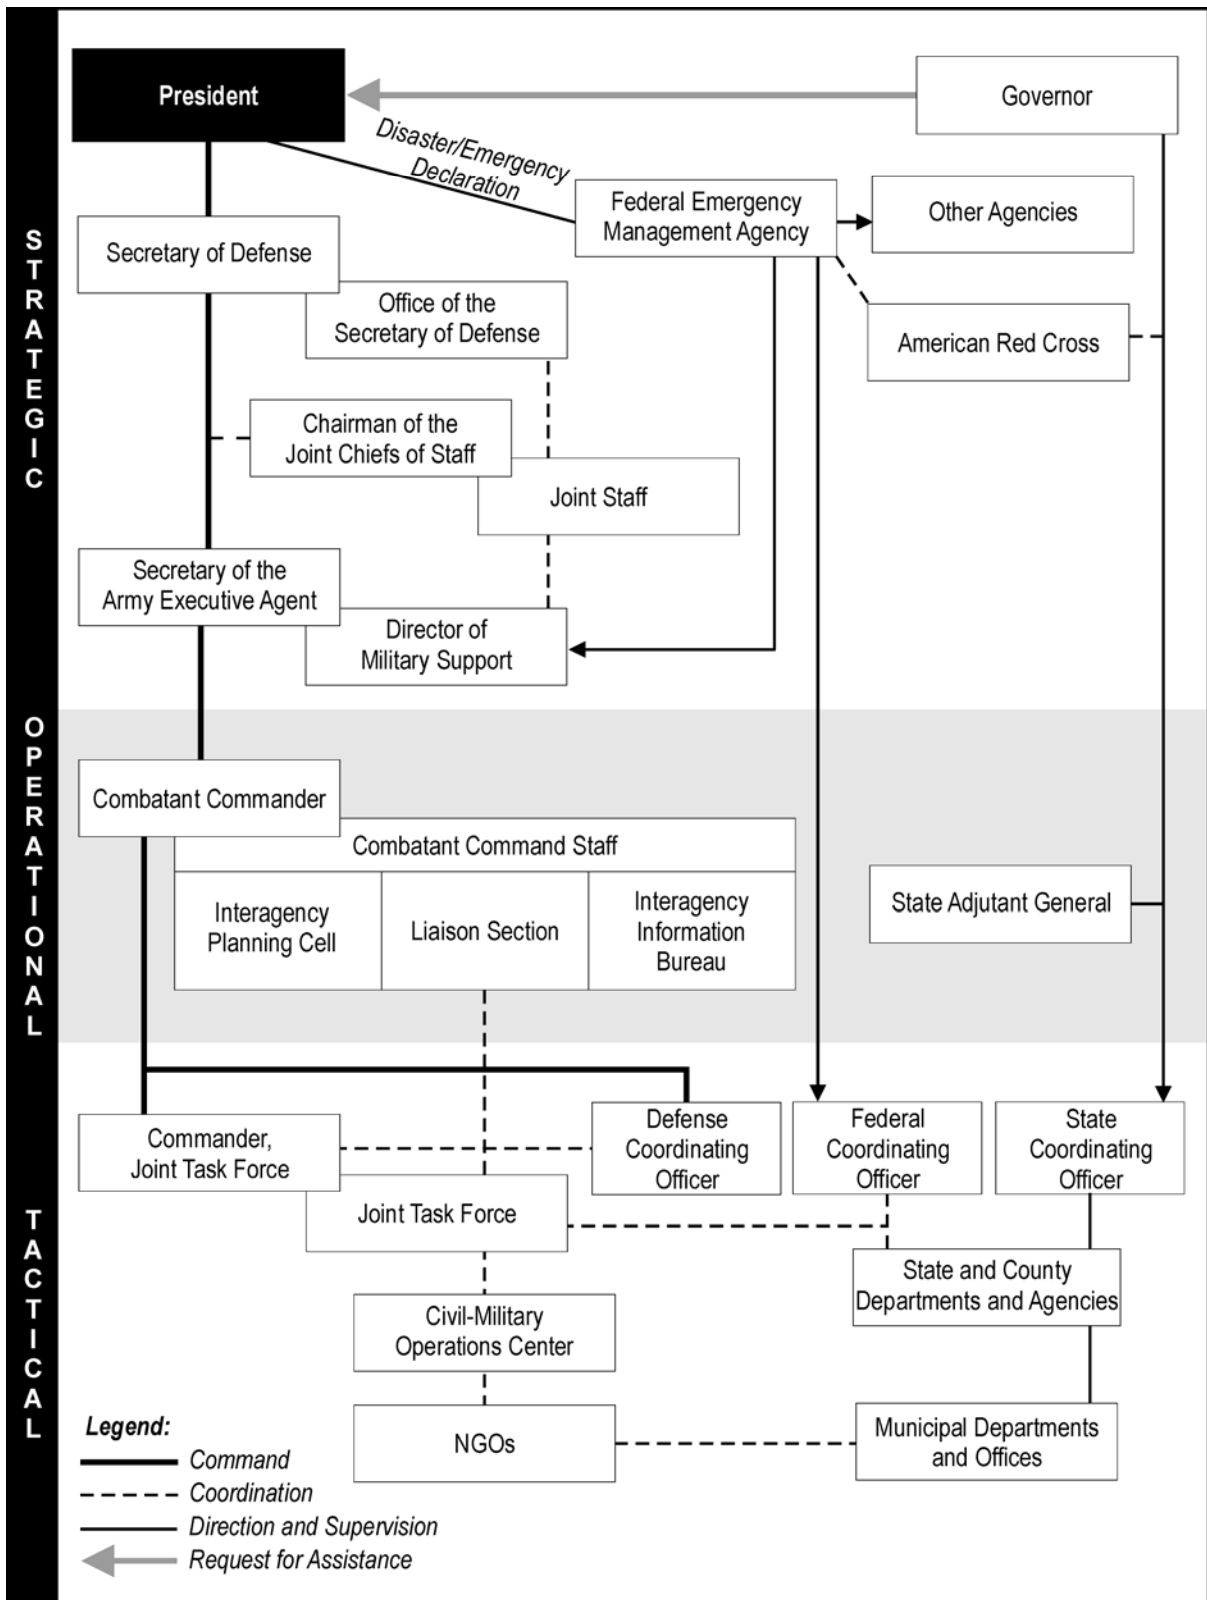 STRATEGIC
President
Governor
Disaster/Emergency
Declaration
Federal Emergency
Management Agency
Other Agencies
Secretary of Defense
Office of the
Secretary of Defense
American Red Cross
Chairman of the
Joint Chiefs of Staff
Joint Staff
Secretary of the
Army Executive Agent
Director of
Military Support
OPERATIONAL
Combatant Commander
Combatant Command Staff
Interagency
Planning Cell
Liaison Section
Interagency
Information
Bureau
State Adjutant General
TACTICAL
Commander,
Joint Task Force
Defense
Coordinating
Officer
Federal
Coordinating
Officer
State
Coordinating
Officer
Joint Task Force
State and County
Departments and Agencies
Civil-Military
Operations Center
NGOs
Municipal Departments
and Offices
Legend:
Command
Coordination
Direction and Supervision
Request for Assistance